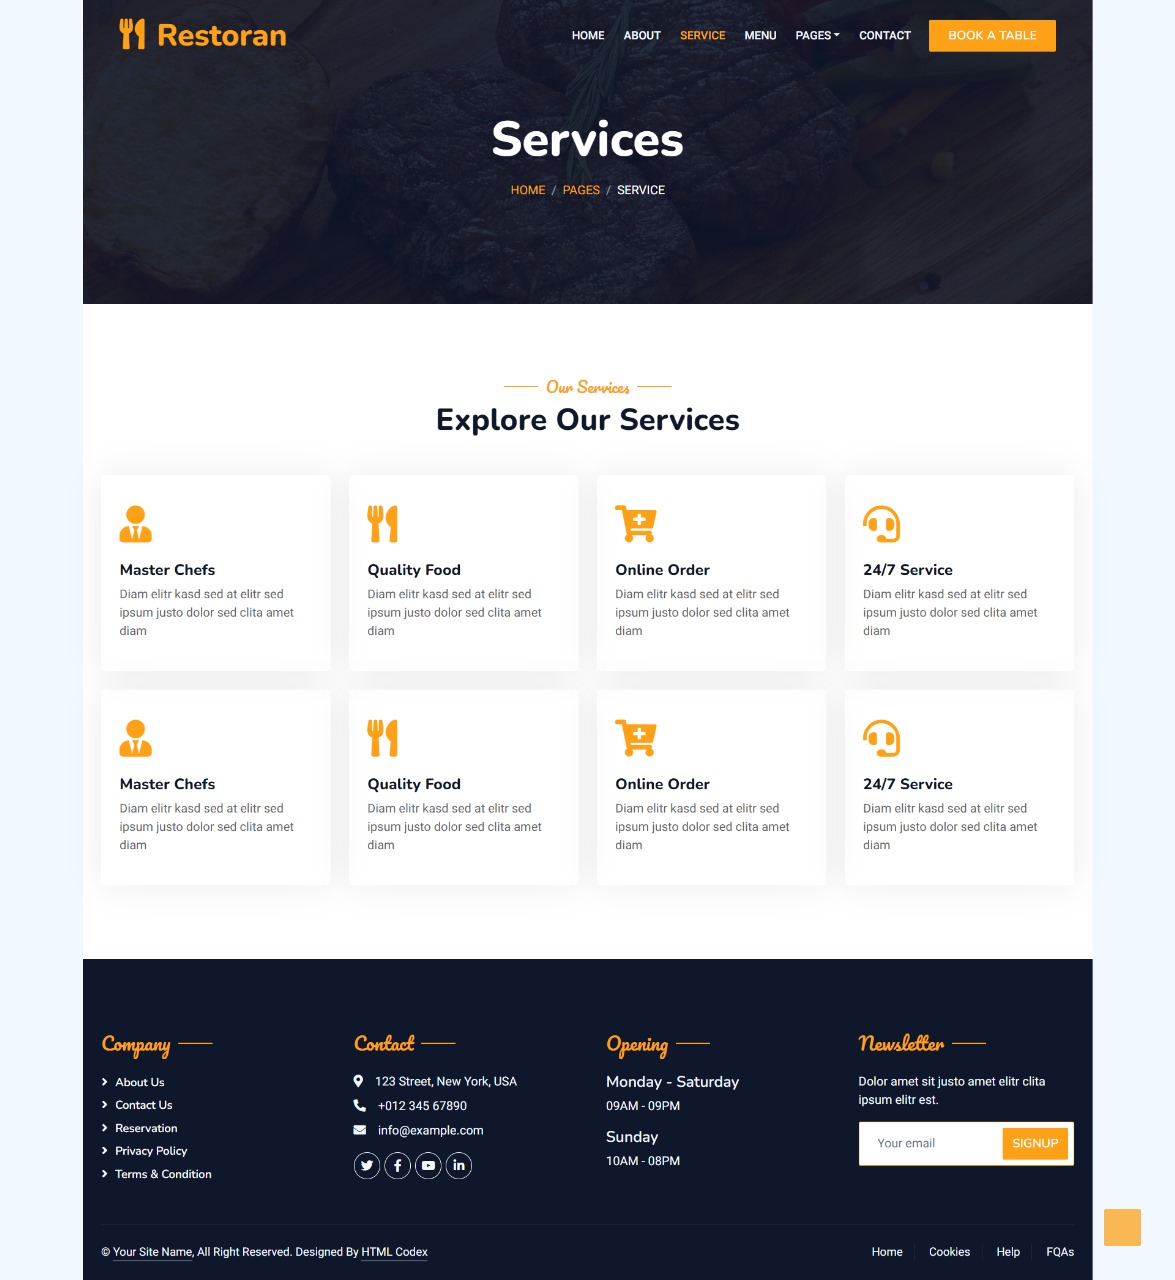 Restoran
HOME ABOUT SERVICE MENU PAGES CONTACT BOOK A TABLE
Services
HOME / PAGES / SERVICE
Our Services
Explore Our Services
Master Chefs
Diam elitr kasd sed at elitr sed
ipsum justo dolor sed clita amet
diam
Quality Food
Diam elitr kasd sed at elitr sed
ipsum justo dolor sed clita amet
diam
Online Order
Diam elitr kasd sed at elitr sed
ipsum justo dolor sed clita amet
diam
24/7 Service
Diam elitr kasd sed at elitr sed
ipsum justo dolor sed clita amet
diam
Master Chefs
Diam elitr kasd sed at elitr sed
ipsum justo dolor sed clita amet
diam
Quality Food
Diam elitr kasd sed at elitr sed
ipsum justo dolor sed clita amet
diam
Online Order
Diam elitr kasd sed at elitr sed
ipsum justo dolor sed clita amet
diam
24/7 Service
Diam elitr kasd sed at elitr sed
ipsum justo dolor sed clita amet
diam
Company
About Us
Contact Us
Reservation
Privacy Policy
Terms & Condition
Contact
123 Street, New York, USA
+012 345 67890
info@example.com
Opening
Monday - Saturday
09AM - 09PM
Sunday
10AM - 08PM
Newsletter
Dolor amet sit justo amet elitr clita
ipsum elitr est.
Your email SIGNUP
© Your Site Name, All Right Reserved. Designed By HTML Codex
Home Cookies Help FQAs